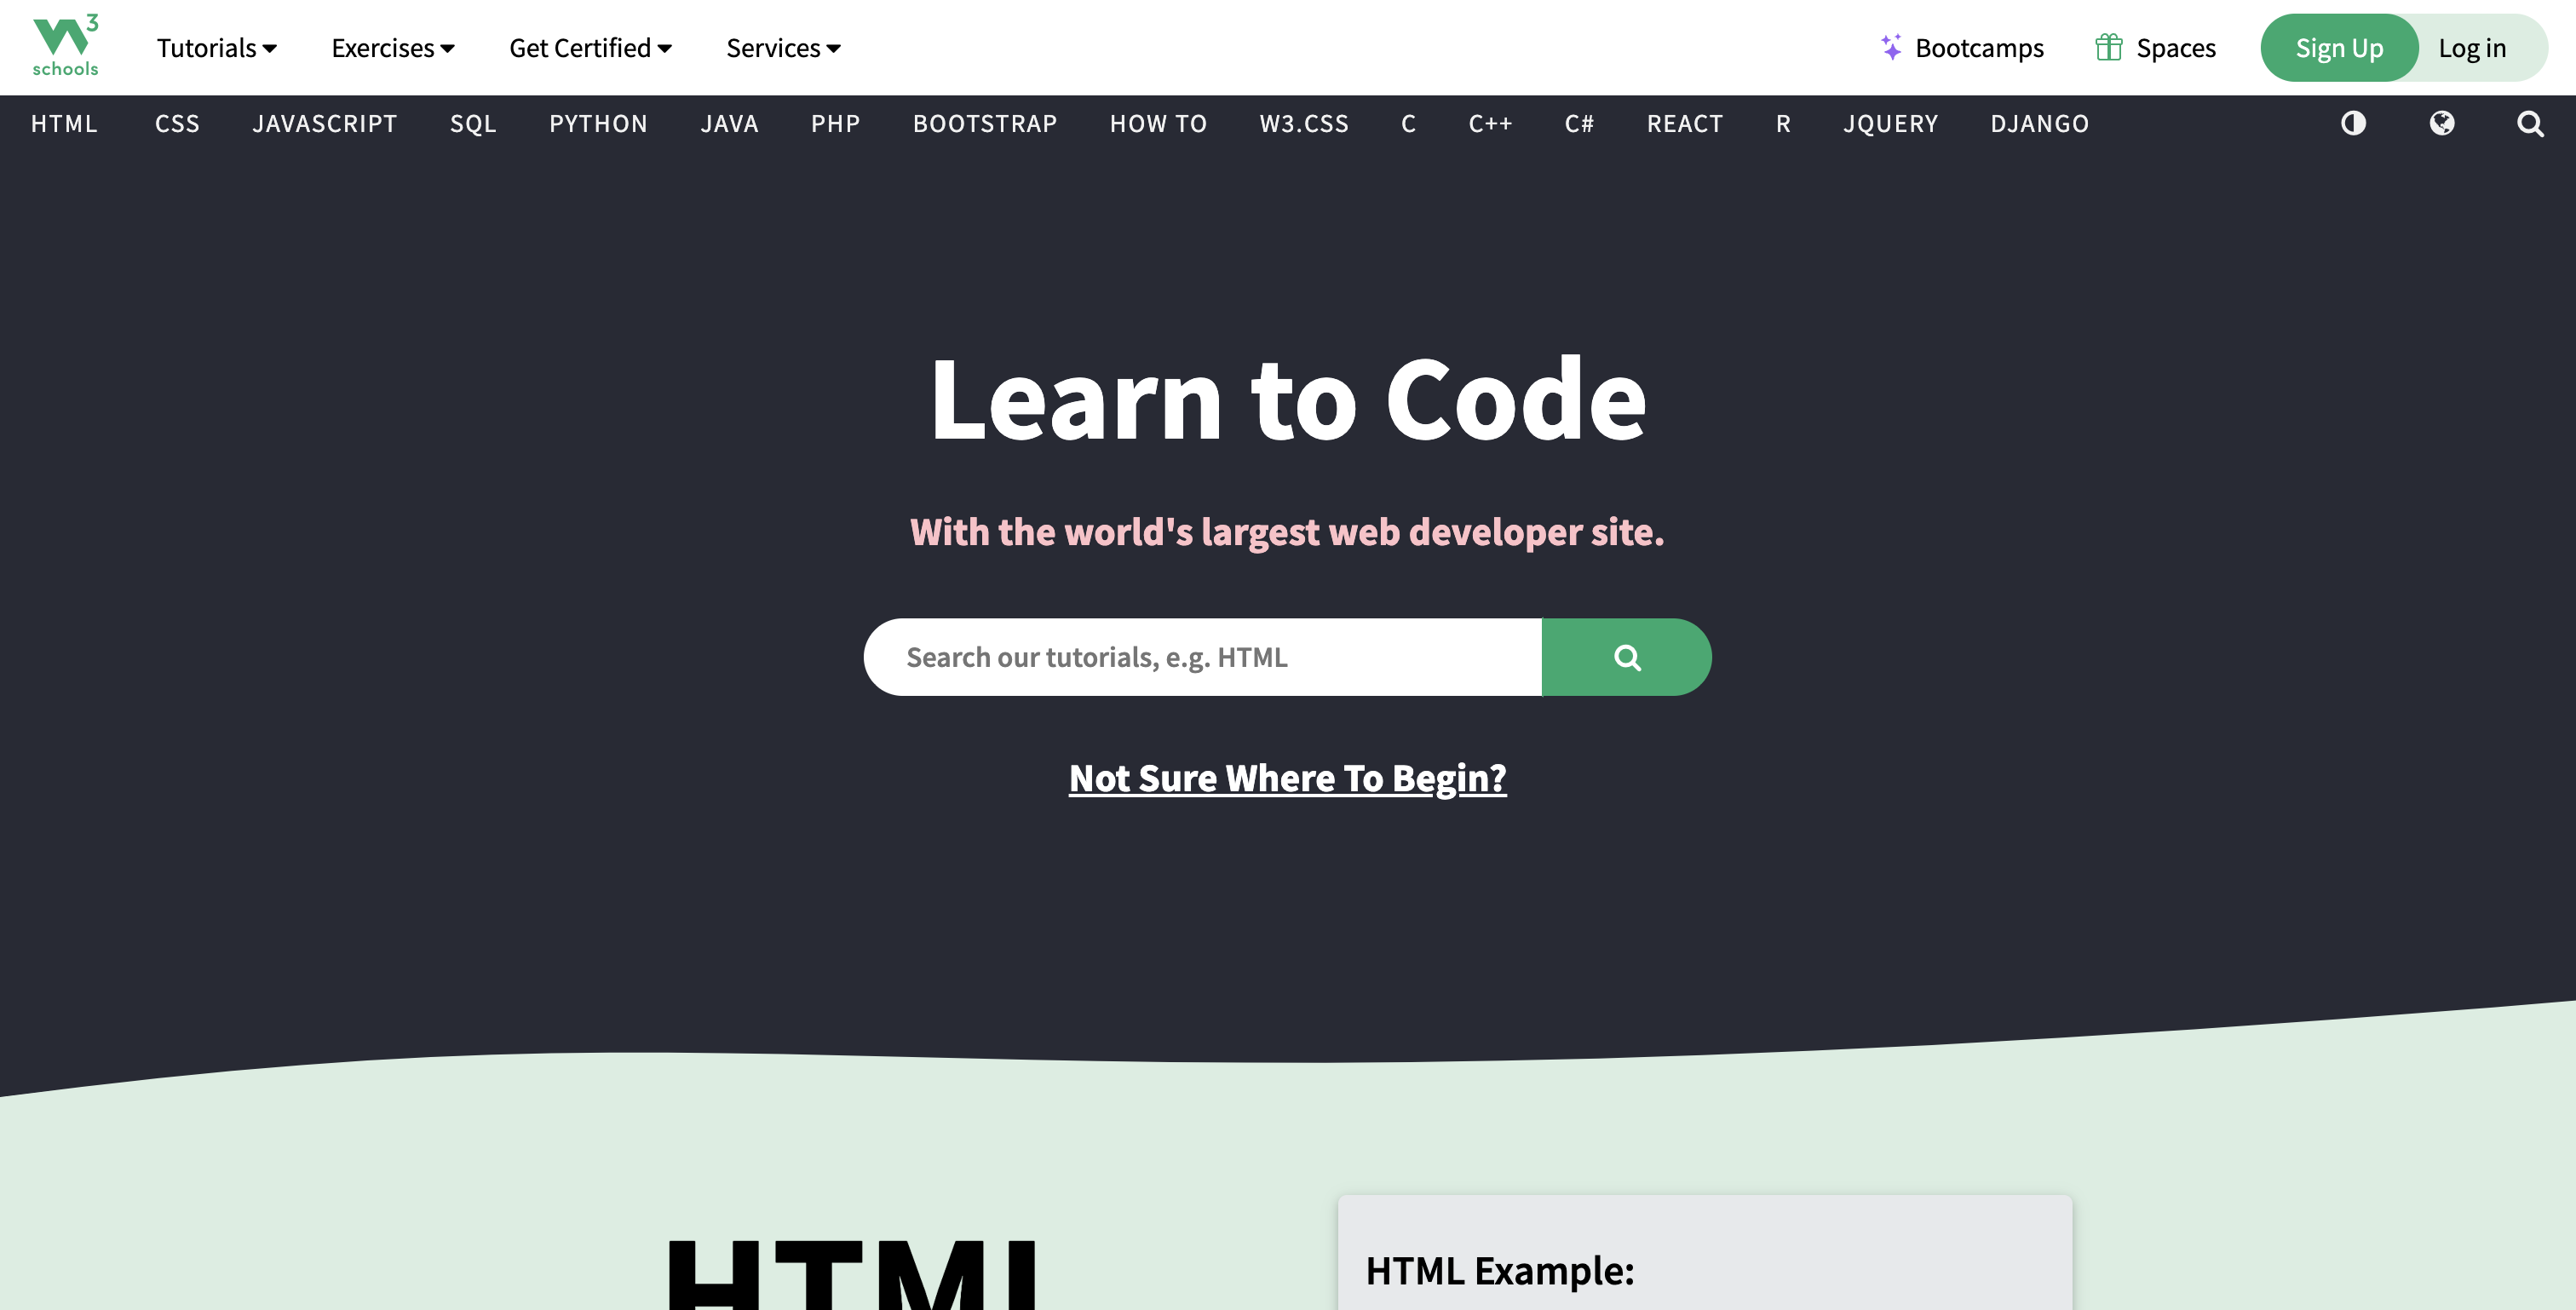 W3
schools
Tutorials
Exercises
Get Certified
Services
Bootcamps
Spaces
Sign Up
Log in
HTML
CSS
JAVASCRIPT
SQL
PYTHON
JAVA
PHP
BOOTSTRAP
HOW TO
W3.CSS
C
C++
C#
REACT
R
JQUERY
DJANGO
Learn to Code
With the world's largest web developer site.
Search our tutorials, e.g. HTML
Not Sure Where To Begin?
HTML
HTML Example: